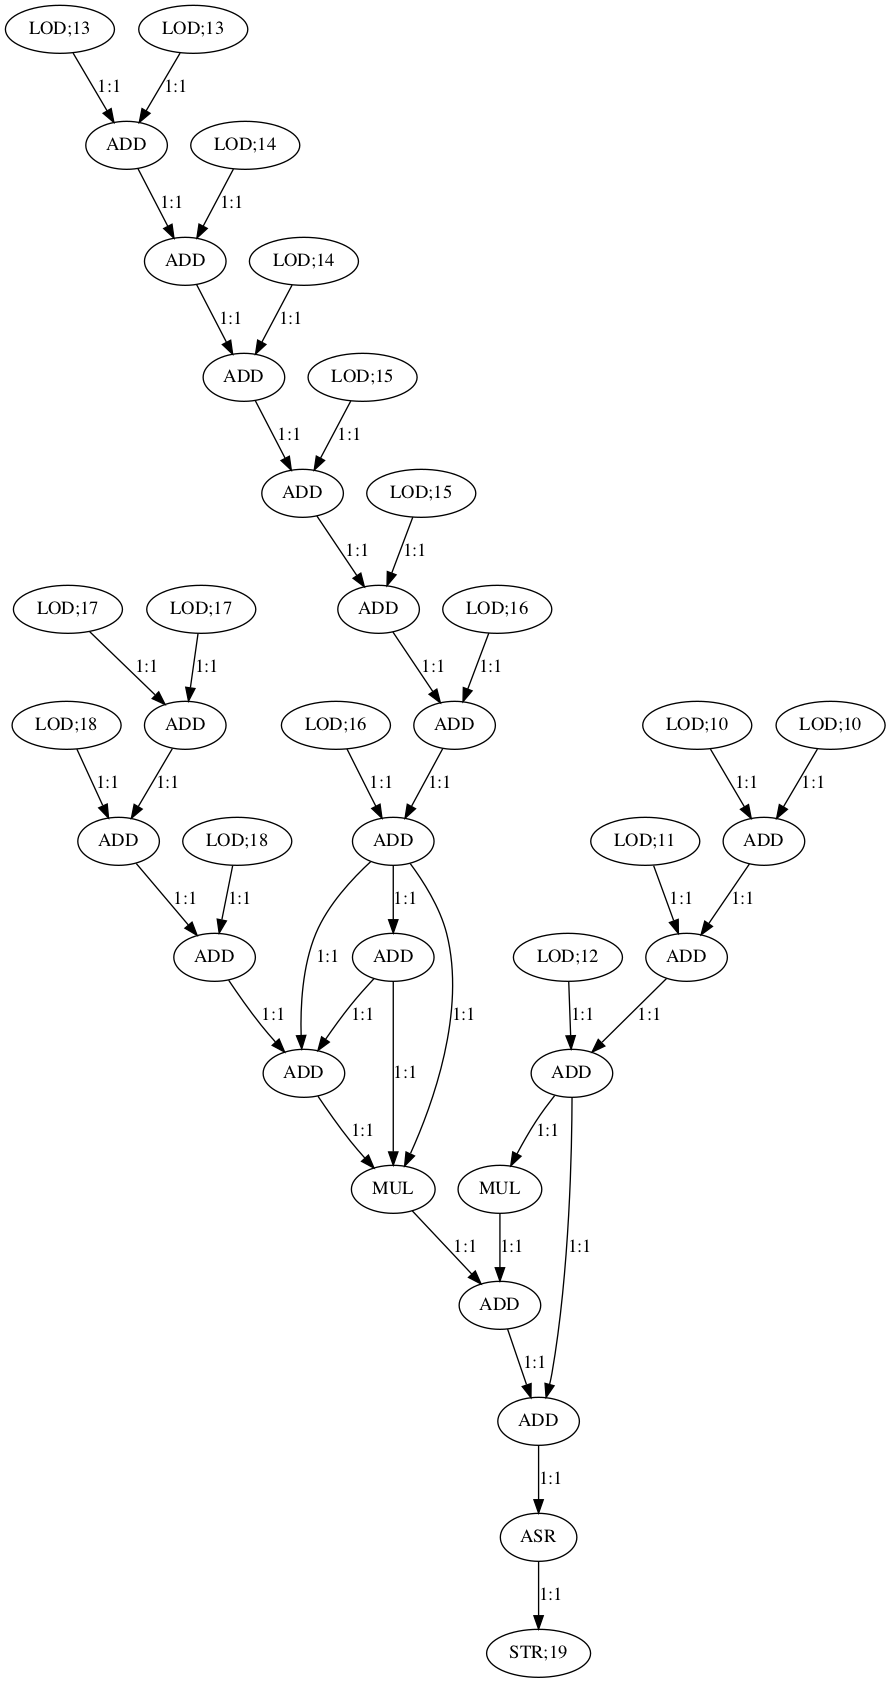 LOD;13 LOD;13
1:1 1:1
ADD LOD;14
1:1 1:1
ADD LOD;14
1:1 1:1
ADD LOD;15
1:1 1:1
ADD LOD;15
1:1 1:1
LOD;17 LOD;17 ADD LOD;16
1:1 1:1 1:1 1:1
LOD;18 ADD LOD;16 ADD LOD;10 LOD;10
1:1 1:1 1:1 1:1 1:1 1:1
ADD LOD;18 ADD LOD;11 ADD
1:1 1:1 1:1 1:1 1:1
ADD 1:1 ADD LOD;12 ADD
1:1 1:1 1:1 1:1 1:1
ADD 1:1 ADD
1:1 1:1
MUL MUL
1:1 1:1 1:1
ADD
1:1
ADD
1:1
ASR
1:1
STR;19